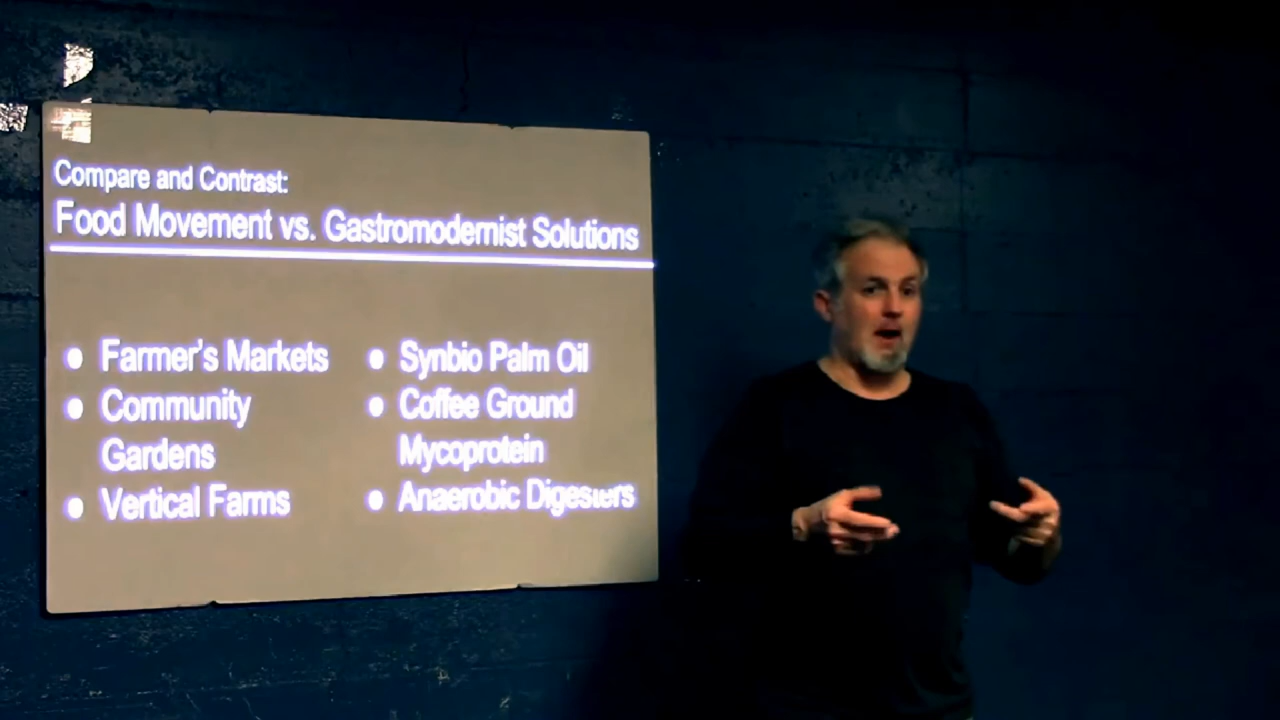 Compare and Contrast:
Food Movement vs. Gastromodernist Solutions
● Farmer's Markets
● Community
Gardens
● Vertical Farms
● Synbio Palm Oil
● Coffee Ground
Mycoprotein
● Anaerobic Digesters